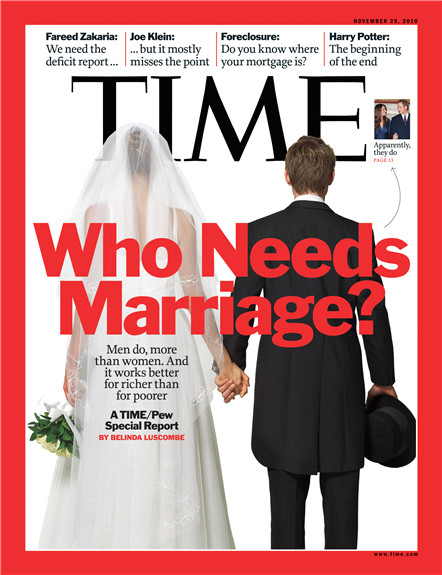 NOVEMBER 29, 2010
Fareed Zakaria:
We need the
deficit report ...
Joe Klein:
... but it mostly
misses the point
Foreclosure:
Do you know where
your mortgage is?
Harry Potter:
The beginning
of the end
TIME
Apparently,
they do
PAGE 13
Who Needs
Marriage?
Men do, more
than women. And
it works better
for richer than
for poorer
A TIME/Pew
Special Report
BY BELINDA LUSCOMBE
www.time.com